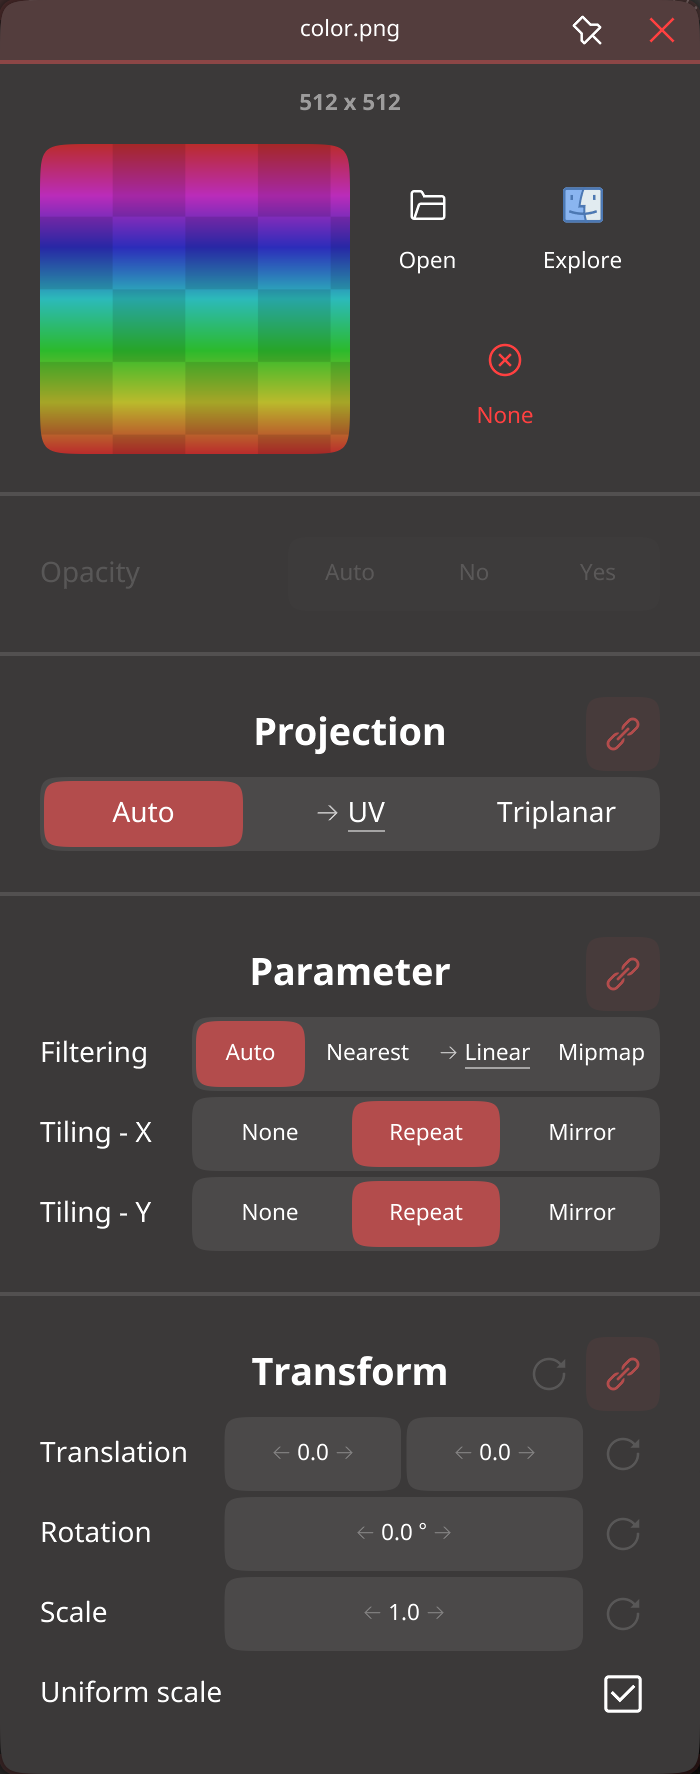 color.png
512 x 512
Open
Explore
None
Opacity
Auto No Yes
Projection
Auto → UV Triplanar
Parameter
Filtering Auto Nearest → Linear Mipmap
Tiling - X None Repeat Mirror
Tiling - Y None Repeat Mirror
Transform
Translation ← 0.0 → ← 0.0 →
Rotation ← 0.0 ° →
Scale ← 1.0 →
Uniform scale